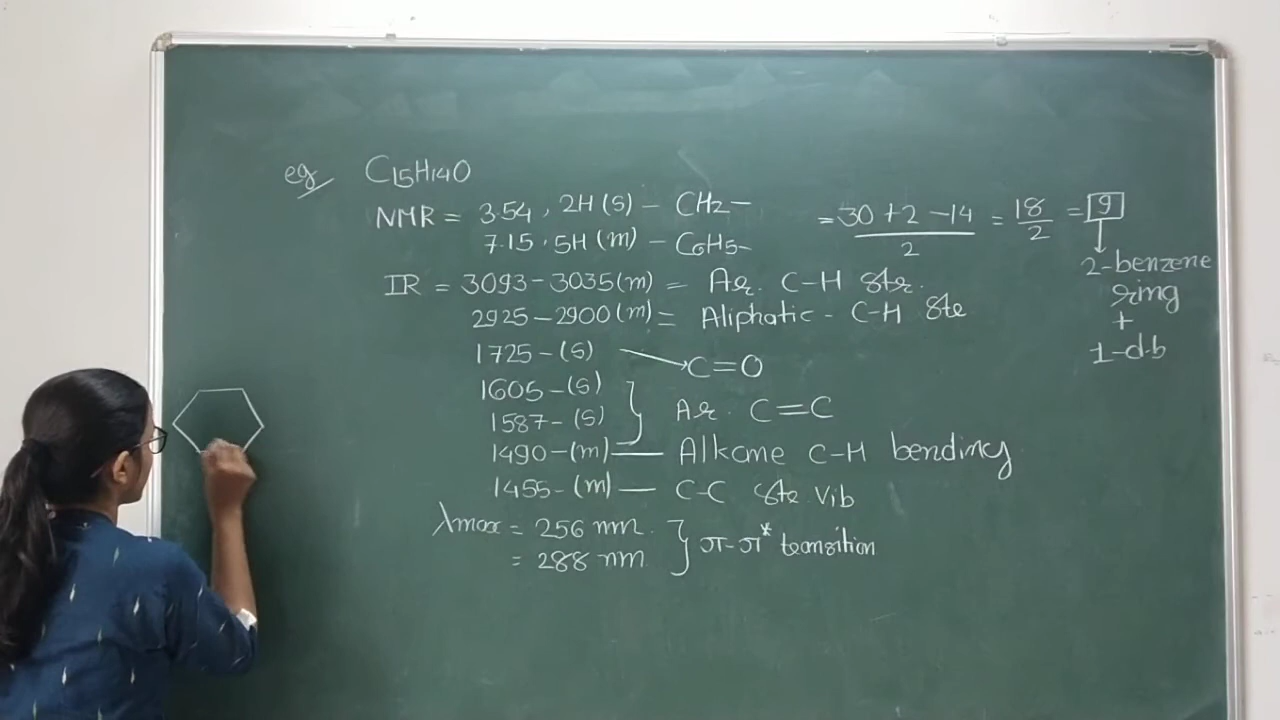 eg C15H14O
NMR = 3.54, 2H (s) - CH2-
7.15, 5H (m) - C6H5-
= 30 + 2 - 14 / 2 = 18 / 2 = 9
2-benzene
ring
+
1-d.b
IR = 3093-3035(m) = Ar. C-H Str.
2925-2900(m) = Aliphatic - C-H Str
1725-(s) → C=O
1605-(s)
1587-(s) } Ar. C=C
1490-(m) — Alkane C-H bending
1455-(m) — C-C Str Vib
λmax = 256 nm.
= 288 nm. } π-π* transition